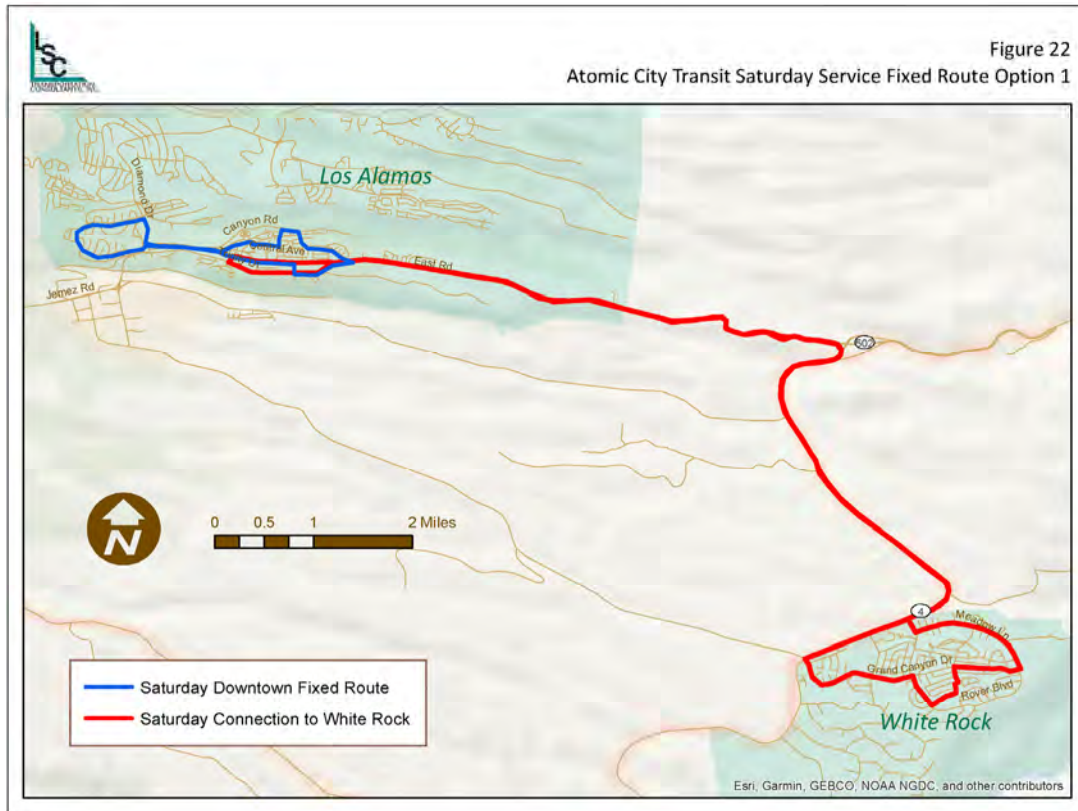 LSC
TRANSPORTATION
CONSULTANTS, INC.
Figure 22
Atomic City Transit Saturday Service Fixed Route Option 1
Los Alamos
Diamond Dr
Canyon Rd
Central Ave
East Rd
Jemez Rd
502
0 0.5 1 2 Miles
N
4
Meadow Ln
Grand Canyon Dr
Rover Blvd
White Rock
Saturday Downtown Fixed Route
Saturday Connection to White Rock
Esri, Garmin, GEBCO, NOAA NGDC, and other contributors